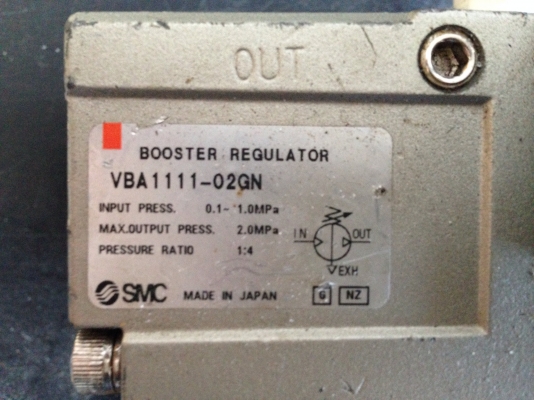 OUT
BOOSTER REGULATOR
VBA1111-02GN
INPUT PRESS. 0.1- 1.0MPa
MAX.OUTPUT PRESS. 2.0MPa
PRESSURE RATIO 1:4
IN OUT
EXH
SMC MADE IN JAPAN G NZ